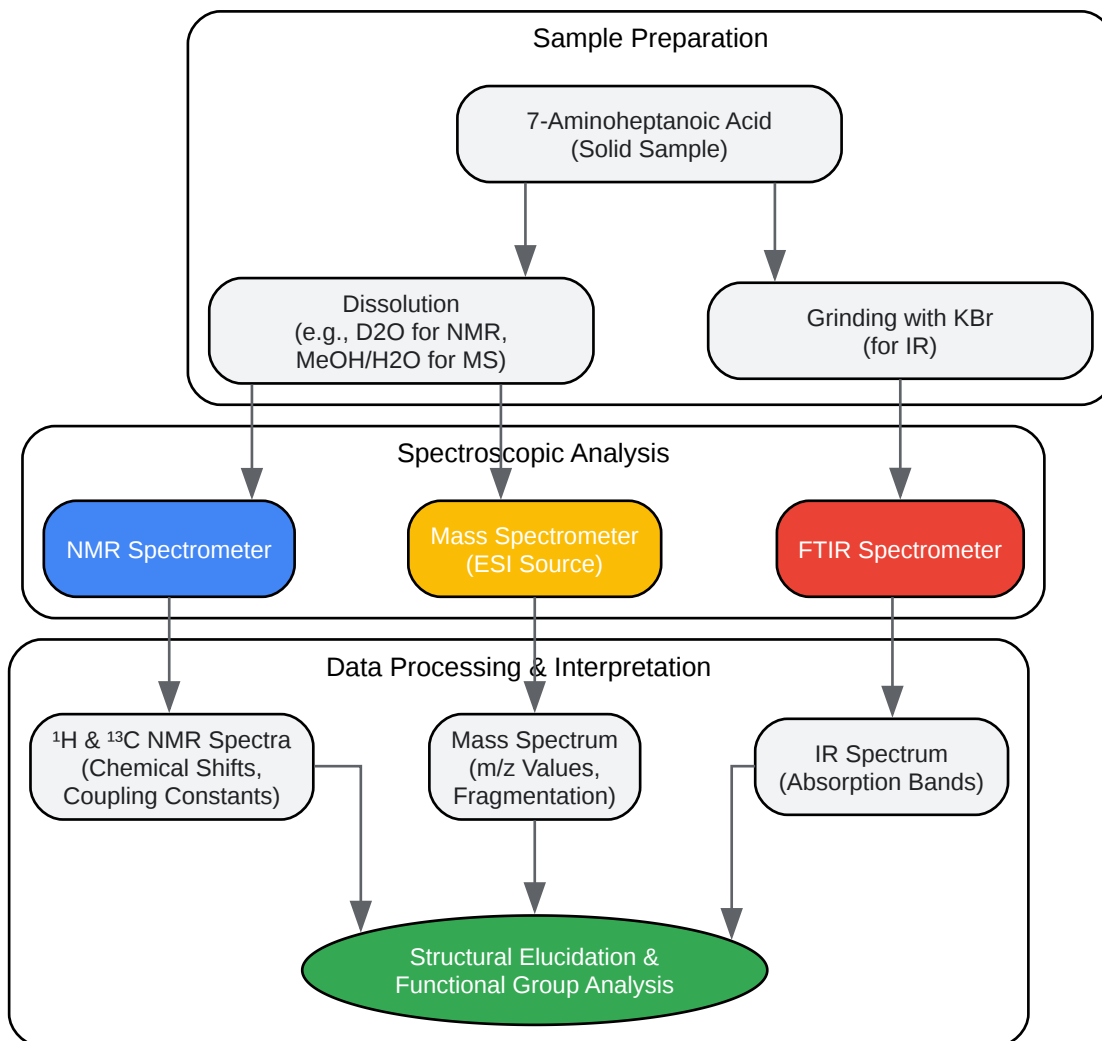 Sample Preparation
7-Aminoheptanoic Acid
(Solid Sample)
Dissolution
(e.g., D2O for NMR,
MeOH/H2O for MS)
Grinding with KBr
(for IR)
Spectroscopic Analysis
NMR Spectrometer
Mass Spectrometer
(ESI Source)
FTIR Spectrometer
Data Processing & Interpretation
¹H & ¹³C NMR Spectra
(Chemical Shifts,
Coupling Constants)
Mass Spectrum
(m/z Values,
Fragmentation)
IR Spectrum
(Absorption Bands)
Structural Elucidation &
Functional Group Analysis